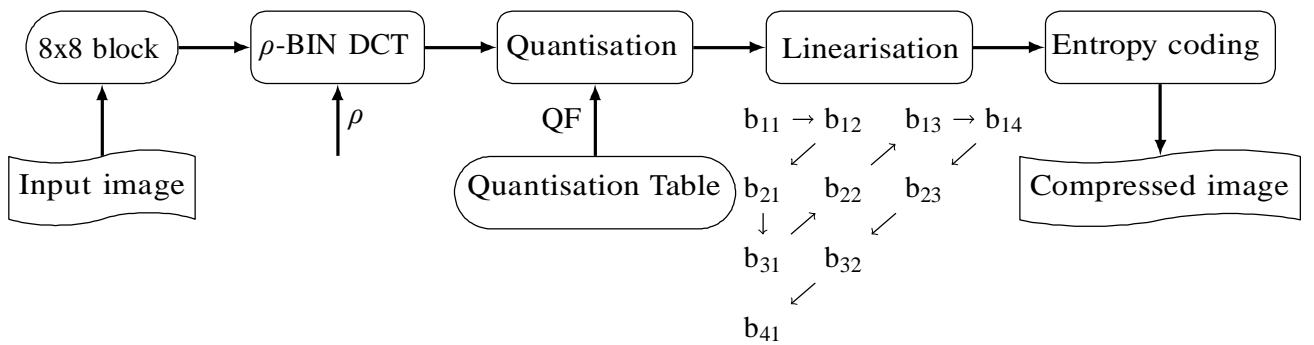 8x8 block
ρ-BIN DCT
Quantisation
Linearisation
Entropy coding
ρ
QF
b11 → b12 b13 → b14
Input image
Quantisation Table
b21 b22 b23
Compressed image
b31 b32
b41